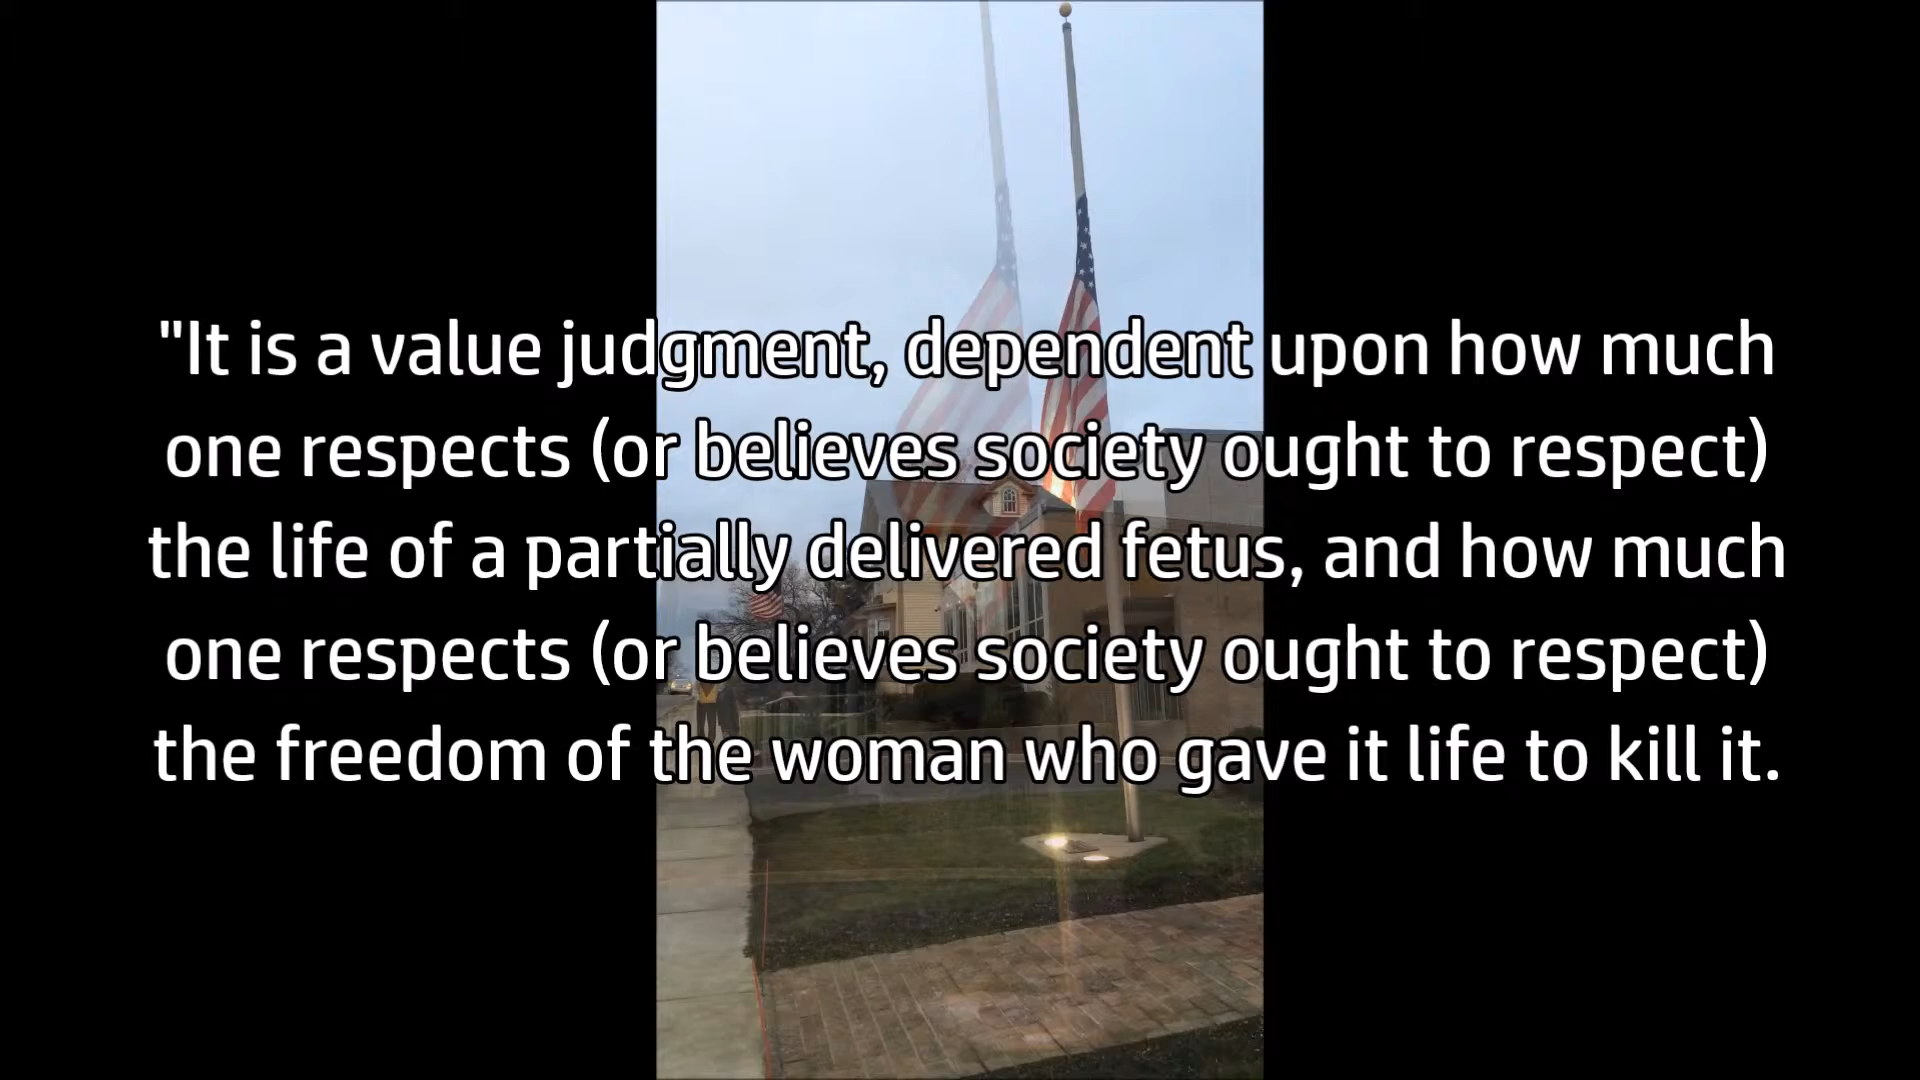 "It is a value judgment, dependent upon how much
one respects (or believes society ought to respect)
the life of a partially delivered fetus, and how much
one respects (or believes society ought to respect)
the freedom of the woman who gave it life to kill it.